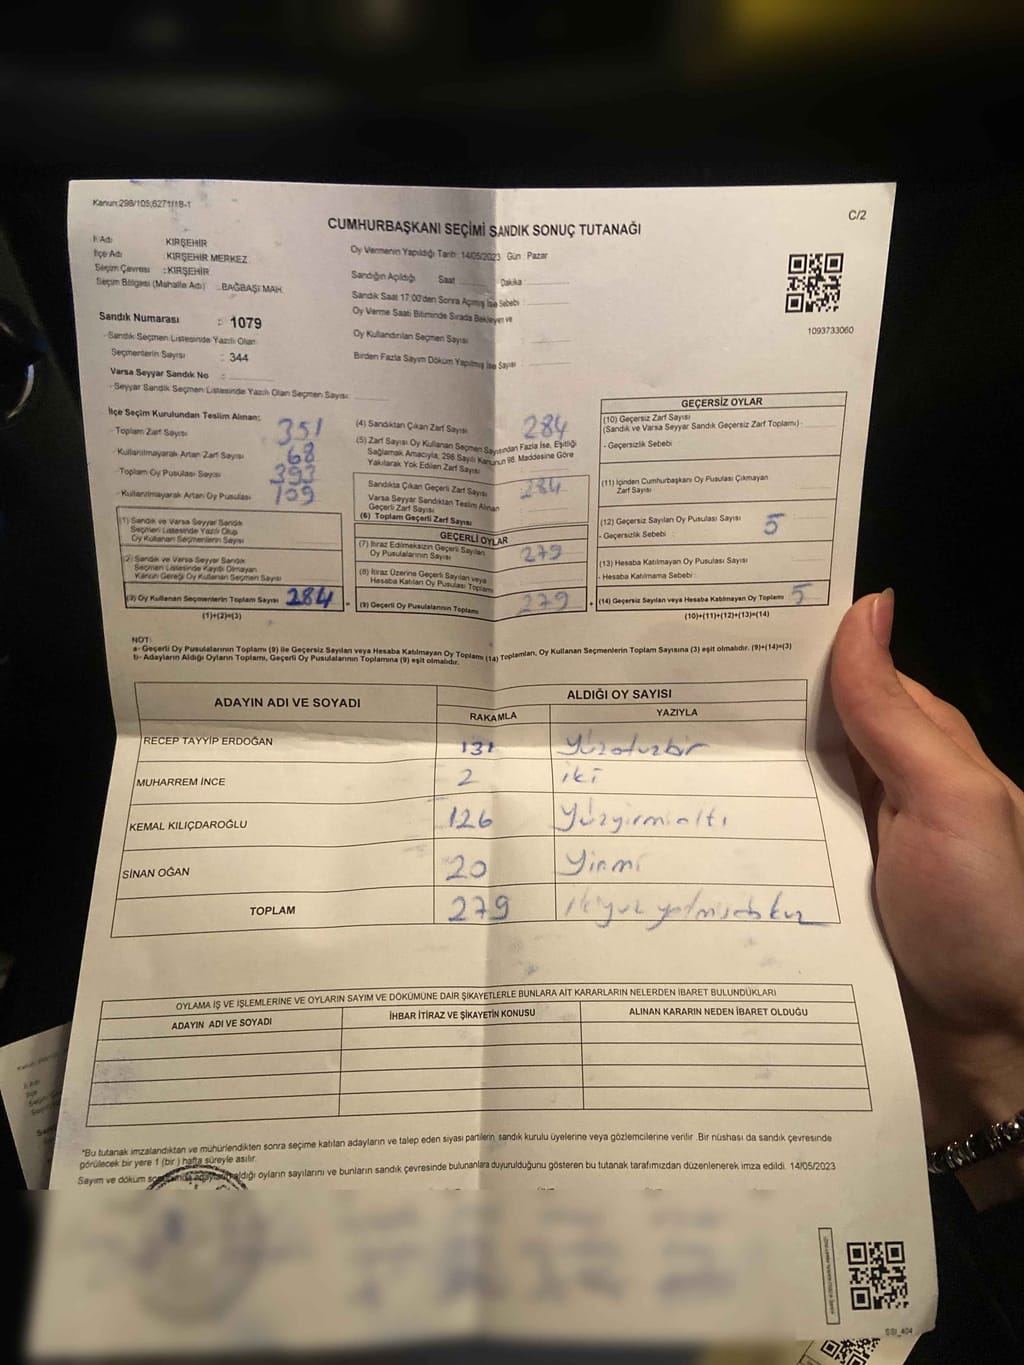 Kanun:298/105;6271/18-1
C/2
CUMHURBAŞKANI SEÇİMİ SANDIK SONUÇ TUTANAĞI
İl Adı KIRŞEHİR
İlçe Adı KIRŞEHİR MERKEZ
Seçim Çevresi : KIRŞEHİR
Seçim Bölgesi (Mahalle Adı) : BAĞBAŞI MAH.
Oy Vermenin Yapıldığı Tarih: 14/05/2023 Gün Pazar
Sandığın Açıldığı Saat Dakika :
Sandık Saat 17:00'den Sonra Açılmış İse Sebebi :
Oy Verme Saati Bitiminde Sırada Bekleyen ve
Oy Kullandırılan Seçmen Sayısı
Birden Fazla Sayım Döküm Yapılmış İse Sayısı :
1093733060
Sandık Numarası : 1079
- Sandık Seçmen Listesinde Yazılı Olan
Seçmenlerin Sayısı : 344
Varsa Seyyar Sandık No :
- Seyyar Sandık Seçmen Listesinde Yazılı Olan Seçmen Sayısı:
İlçe Seçim Kurulundan Teslim Alınan;
- Toplam Zarf Sayısı 351
- Kullanılmayarak Artan Zarf Sayısı 68
- Toplam Oy Pusulası Sayısı 393
- Kullanılmayarak Artan Oy Pusulası 109
(1) Sandık ve Varsa Seyyar Sandık
Seçmen Listesinde Yazılı Olup
Oy Kullanan Seçmenlerin Sayısı
(2) Sandık ve Varsa Seyyar Sandık
Seçmen Listesinde Kayıtlı Olmayan
Kanun Gereği Oy Kullanan Seçmen Sayısı
(3) Oy Kullanan Seçmenlerin Toplam Sayısı 284
(1)+(2)=(3)
(4) Sandıktan Çıkan Zarf Sayısı 284
(5) Zarf Sayısı Oy Kullanan Seçmen Sayısından Fazla İse, Eşitliği
Sağlamak Amacıyla, 298 Sayılı Kanunun 98. Maddesine Göre
Yakılarak Yok Edilen Zarf Sayısı
Sandıkta Çıkan Geçerli Zarf Sayısı 284
Varsa Seyyar Sandıktan Teslim Alınan
Geçerli Zarf Sayısı
(6) Toplam Geçerli Zarf Sayısı
GEÇERLİ OYLAR
(7) İtiraz Edilmeksizin Geçerli Sayılan
Oy Pusulalarının Sayısı 279
(8) İtiraz Üzerine Geçerli Sayılan veya
Hesaba Katılan Oy Pusulası Toplamı
(9) Geçerli Oy Pusulalarının Toplamı 279
GEÇERSİZ OYLAR
(10) Geçersiz Zarf Sayısı
(Sandık ve Varsa Seyyar Sandık Geçersiz Zarf Toplamı)
- Geçersizlik Sebebi :
(11) İçinden Cumhurbaşkanı Oy Pusulası Çıkmayan
Zarf Sayısı
(12) Geçersiz Sayılan Oy Pusulası Sayısı 5
- Geçersizlik Sebebi :
(13) Hesaba Katılmayan Oy Pusulası Sayısı
- Hesaba Katılmama Sebebi :
(14) Geçersiz Sayılan veya Hesaba Katılmayan Oy Toplamı 5
(10)+(11)+(12)+(13)=(14)
NOT:
a- Geçerli Oy Pusulalarının Toplamı (9) ile Geçersiz Sayılan veya Hesaba Katılmayan Oy Toplamı (14) Toplamları, Oy Kullanan Seçmenlerin Toplam Sayısına (3) eşit olmalıdır. (9)+(14)=(3)
b- Adayların Aldığı Oyların Toplamı, Geçerli Oy Pusulalarının Toplamına (9) eşit olmalıdır.
ADAYIN ADI VE SOYADI ALDIĞI OY SAYISI
RAKAMLA YAZIYLA
RECEP TAYYİP ERDOĞAN 131 Yüzotuzbir
MUHARREM İNCE 2 iki
KEMAL KILIÇDAROĞLU 126 Yüzyirmialtı
SİNAN OĞAN 20 Yirmi
TOPLAM 279
OYLAMA İŞ VE İŞLEMLERİNE VE OYLARIN SAYIM VE DÖKÜMÜNE DAİR ŞİKAYETLERLE BUNLARA AİT KARARLARIN NELERDEN İBARET BULUNDUKLARI
ADAYIN ADI VE SOYADI İHBAR İTİRAZ VE ŞİKAYETİN KONUSU ALINAN KARARIN NEDEN İBARET OLDUĞU
*Bu tutanak imzalandıktan ve mühürlendikten sonra seçime katılan adayların ve talep eden siyasi partilerin sandık kurulu üyelerine veya gözlemcilerine verilir .Bir nüshası da sandık çevresinde
görülecek bir yere 1 (bir ) hafta süreyle asılır.
Sayım ve döküm aldığı oyların sayılarını ve bunların sandık çevresinde bulunanlara duyurulduğunu gösteren bu tutanak tarafımızdan düzenlenerek imza edildi. 14/05/2023
SSI_404